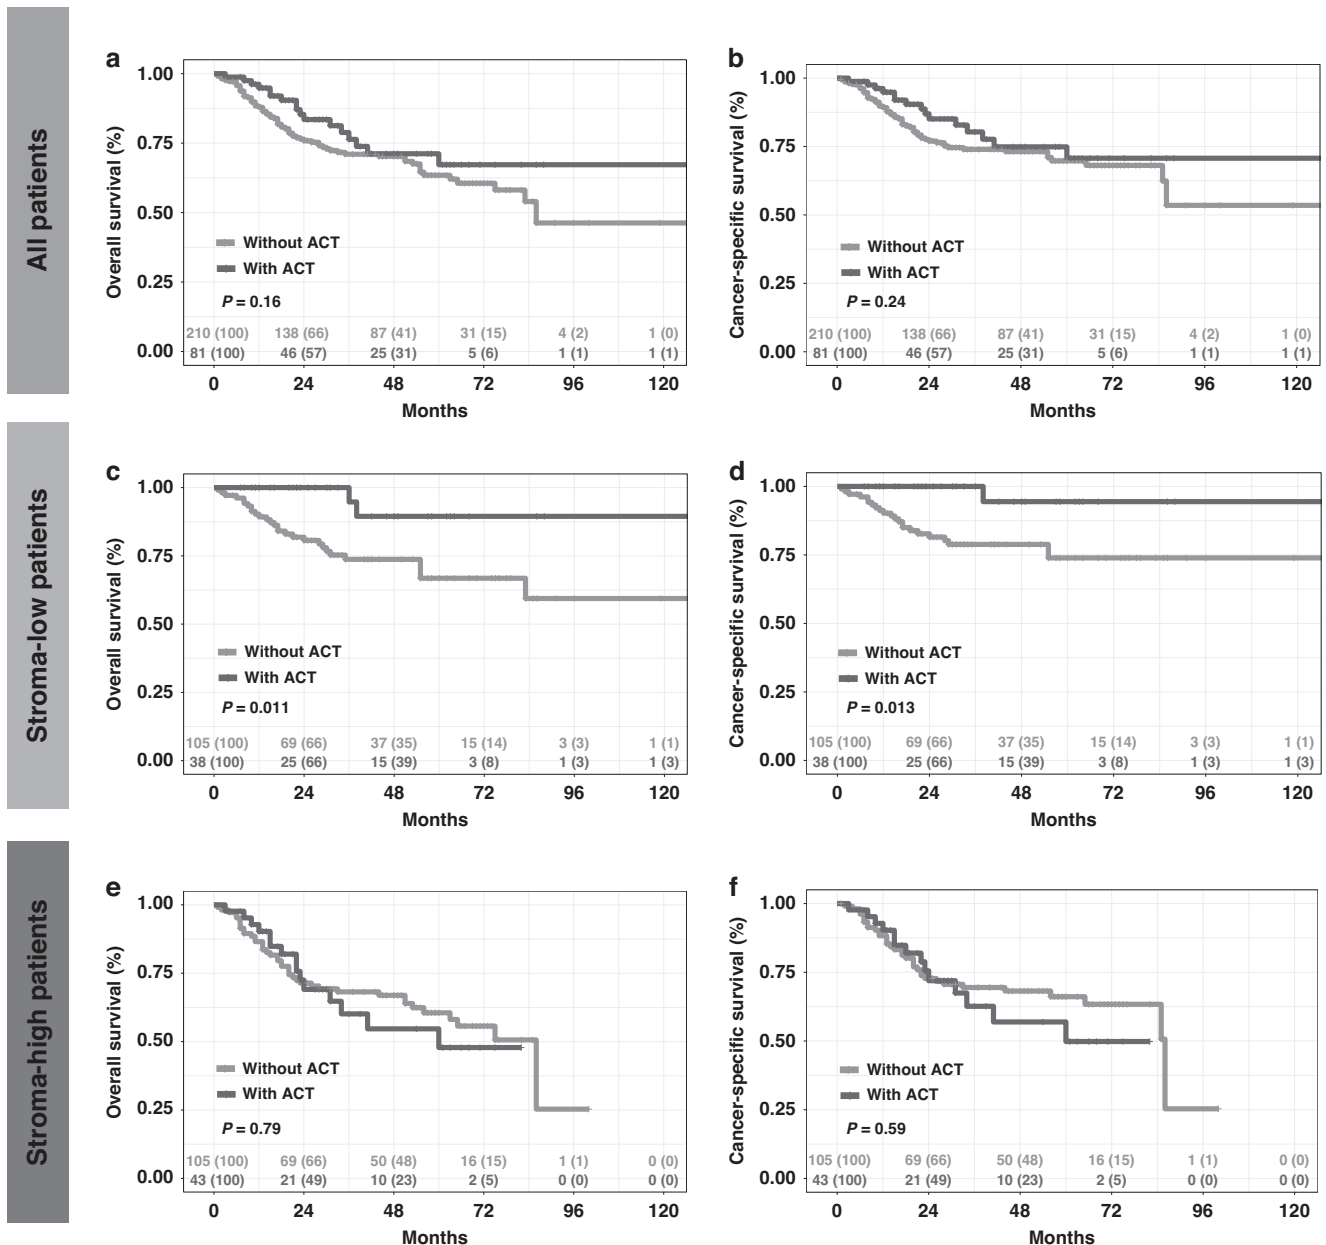 All patients
a
Overall survival (%)
1.00
0.75
0.50
0.25
0.00
Without ACT
With ACT
P = 0.16
210 (100) 138 (66) 87 (41) 31 (15) 4 (2) 1 (0)
81 (100) 46 (57) 25 (31) 5 (6) 1 (1) 1 (1)
0 24 48 72 96 120
Months
b
Cancer-specific survival (%)
1.00
0.75
0.50
0.25
0.00
Without ACT
With ACT
P = 0.24
210 (100) 138 (66) 87 (41) 31 (15) 4 (2) 1 (0)
81 (100) 46 (57) 25 (31) 5 (6) 1 (1) 1 (1)
0 24 48 72 96 120
Months
Stroma-low patients
c
Overall survival (%)
1.00
0.75
0.50
0.25
0.00
Without ACT
With ACT
P = 0.011
105 (100) 69 (66) 37 (35) 15 (14) 3 (3) 1 (1)
38 (100) 25 (66) 15 (39) 3 (8) 1 (3) 1 (3)
0 24 48 72 96 120
Months
d
Cancer-specific survival (%)
1.00
0.75
0.50
0.25
0.00
Without ACT
With ACT
P = 0.013
105 (100) 69 (66) 37 (35) 15 (14) 3 (3) 1 (1)
38 (100) 25 (66) 15 (39) 3 (8) 1 (3) 1 (3)
0 24 48 72 96 120
Months
Stroma-high patients
e
Overall survival (%)
1.00
0.75
0.50
0.25
0.00
Without ACT
With ACT
P = 0.79
105 (100) 69 (66) 50 (48) 16 (15) 1 (1) 0 (0)
43 (100) 21 (49) 10 (23) 2 (5) 0 (0) 0 (0)
0 24 48 72 96 120
Months
f
Cancer-specific survival (%)
1.00
0.75
0.50
0.25
0.00
Without ACT
With ACT
P = 0.59
105 (100) 69 (66) 50 (48) 16 (15) 1 (1) 0 (0)
43 (100) 21 (49) 10 (23) 2 (5) 0 (0) 0 (0)
0 24 48 72 96 120
Months